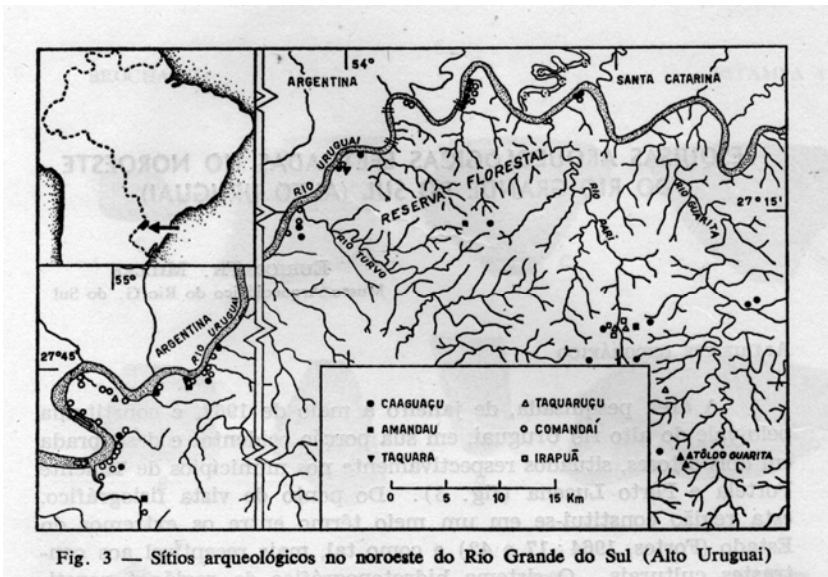 54°
ARGENTINA
SANTA CATARINA
RIO URUGUAI
RESERVA FLORESTAL
RIO TURVO
RIO PARI
RIO GUARITA
27° 15'
55°
ARGENTINA
RIO URUGUAI
27° 45'
CAAGUAÇU
TAQUARUÇU
AMANDAU
COMANDAÍ
TAQUARA
IRAPUÃ
0 5 10 15 Km
TÔLDO GUARITA
Fig. 3 — Sítios arqueológicos no noroeste do Rio Grande do Sul (Alto Uruguai)